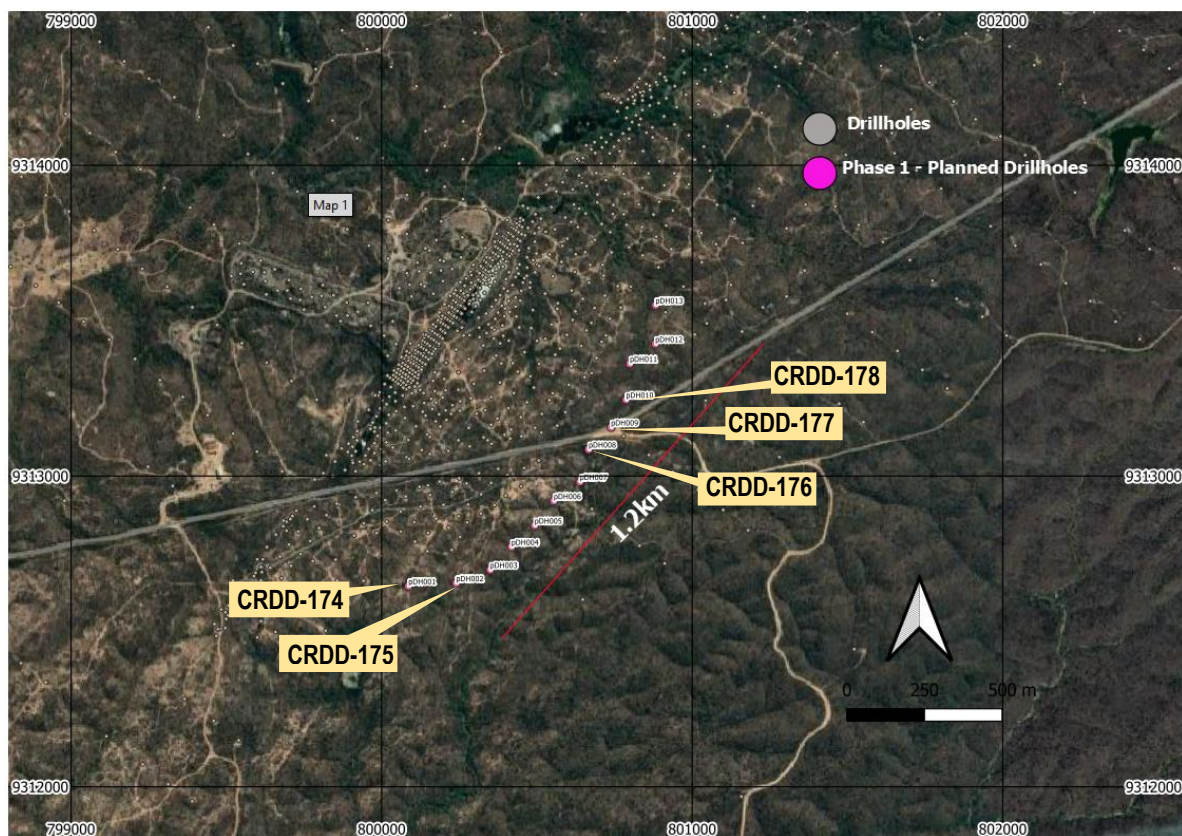 799000
800000
801000
802000
Drillholes
9314000
9314000
Phase 1 - Planned Drillholes
Map 1
pDH013
pDH012
pDH011
CRDD-178
pDH010
CRDD-177
pDH009
pDH008
9313000
9313000
CRDD-176
pDH007
pDH006
1.2km
pDH005
pDH004
pDH003
pDH002
pDH001
CRDD-174
CRDD-175
0
250
500 m
9312000
9312000
799000
800000
801000
802000